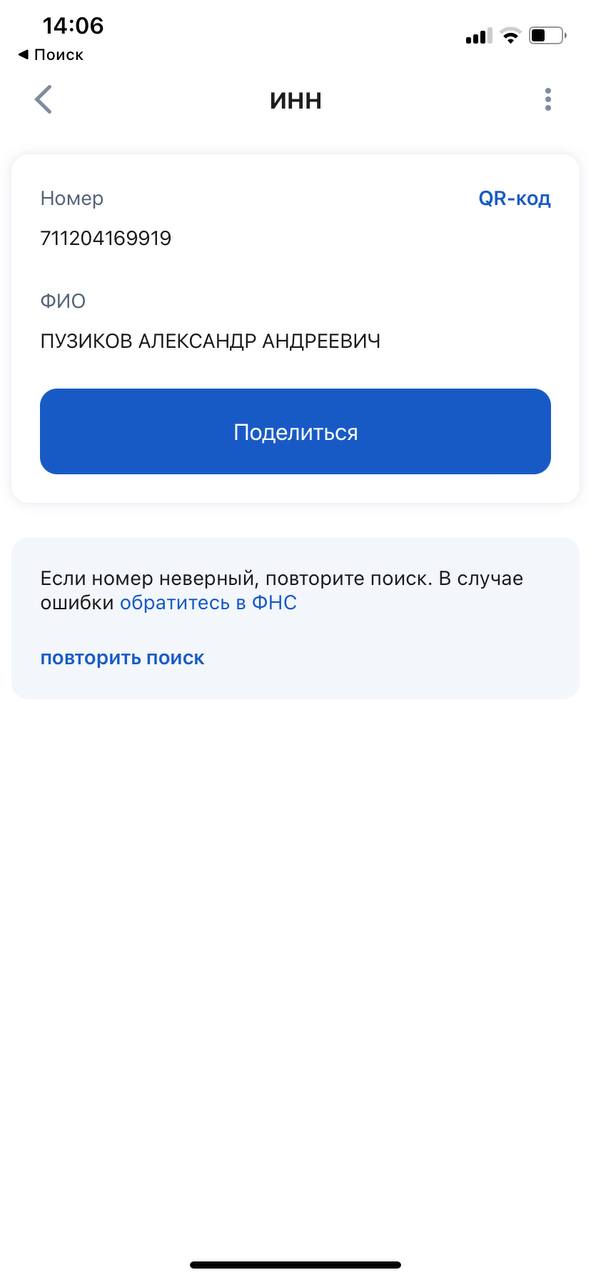 14:06
◀ Поиск
ИНН
Номер
QR-код
711204169919
ФИО
ПУЗИКОВ АЛЕКСАНДР АНДРЕЕВИЧ
Поделиться
Если номер неверный, повторите поиск. В случае
ошибки обратитесь в ФНС
повторить поиск